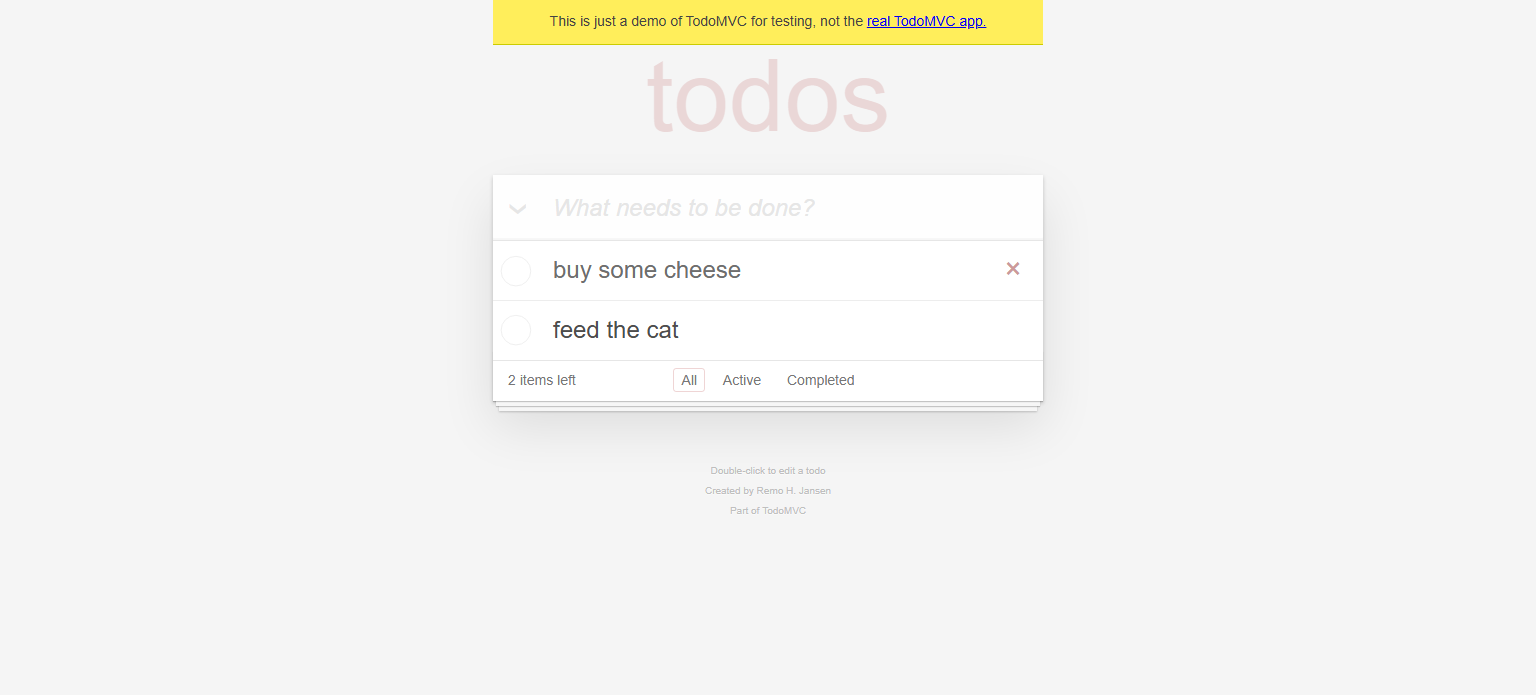 This is just a demo of TodoMVC for testing, not the real TodoMVC app.
todos
What needs to be done?
buy some cheese
feed the cat
2 items left All Active Completed
Double-click to edit a todo
Created by Remo H. Jansen
Part of TodoMVC